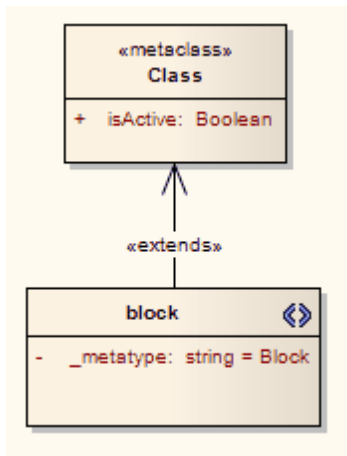 «metaclass»
Class
+ isActive: Boolean
«extends»
block
- _metatype: string = Block